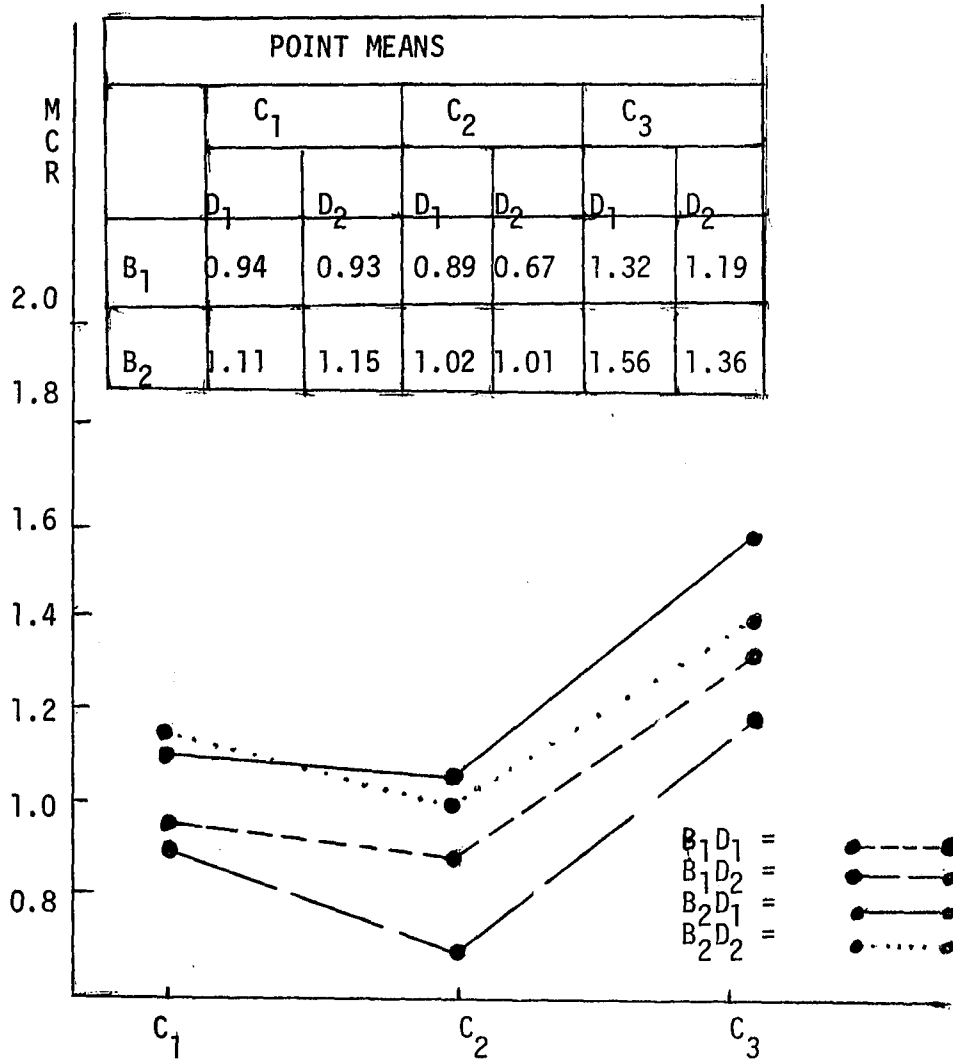 POINT MEANS
M
C
R
C₁ C₂ C₃
D₁ D₂ D₁ D₂ D₁ D₂
B₁ 0.94 0.93 0.89 0.67 1.32 1.19
B₂ 1.11 1.15 1.02 1.01 1.56 1.36
2.0
1.8
1.6
1.4
1.2
1.0
0.8
B₁D₁ =
B₁D₂ =
B₂D₁ =
B₂D₂ =
C₁ C₂ C₃